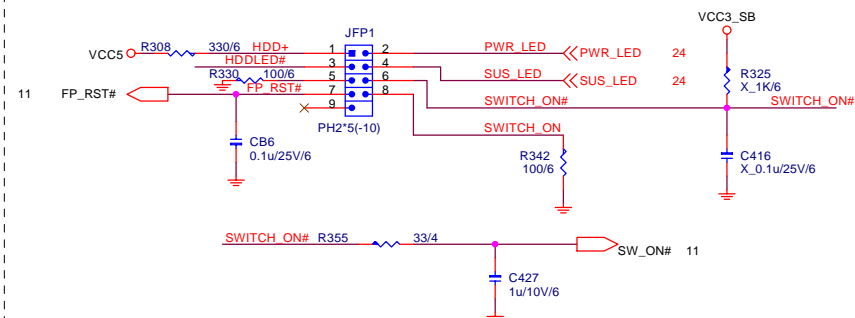 VCC3_SB
JFP1
VCC5 R308 330/6 HDD+ 1 2 PWR_LED PWR_LED 24
HDDLED# 3 4 SUS_LED SUS_LED 24
R330 100/6 5 6 SWITCH_ON#
R325
X_1K/6
SWITCH_ON#
11 FP_RST# FP_RST# 7 8
9
PH2*5(-10)
SWITCH_ON
CB6
0.1u/25V/6
R342
100/6
C416
X_0.1u/25V/6
SWITCH_ON# R355 33/4
SW_ON# 11
C427
1u/10V/6